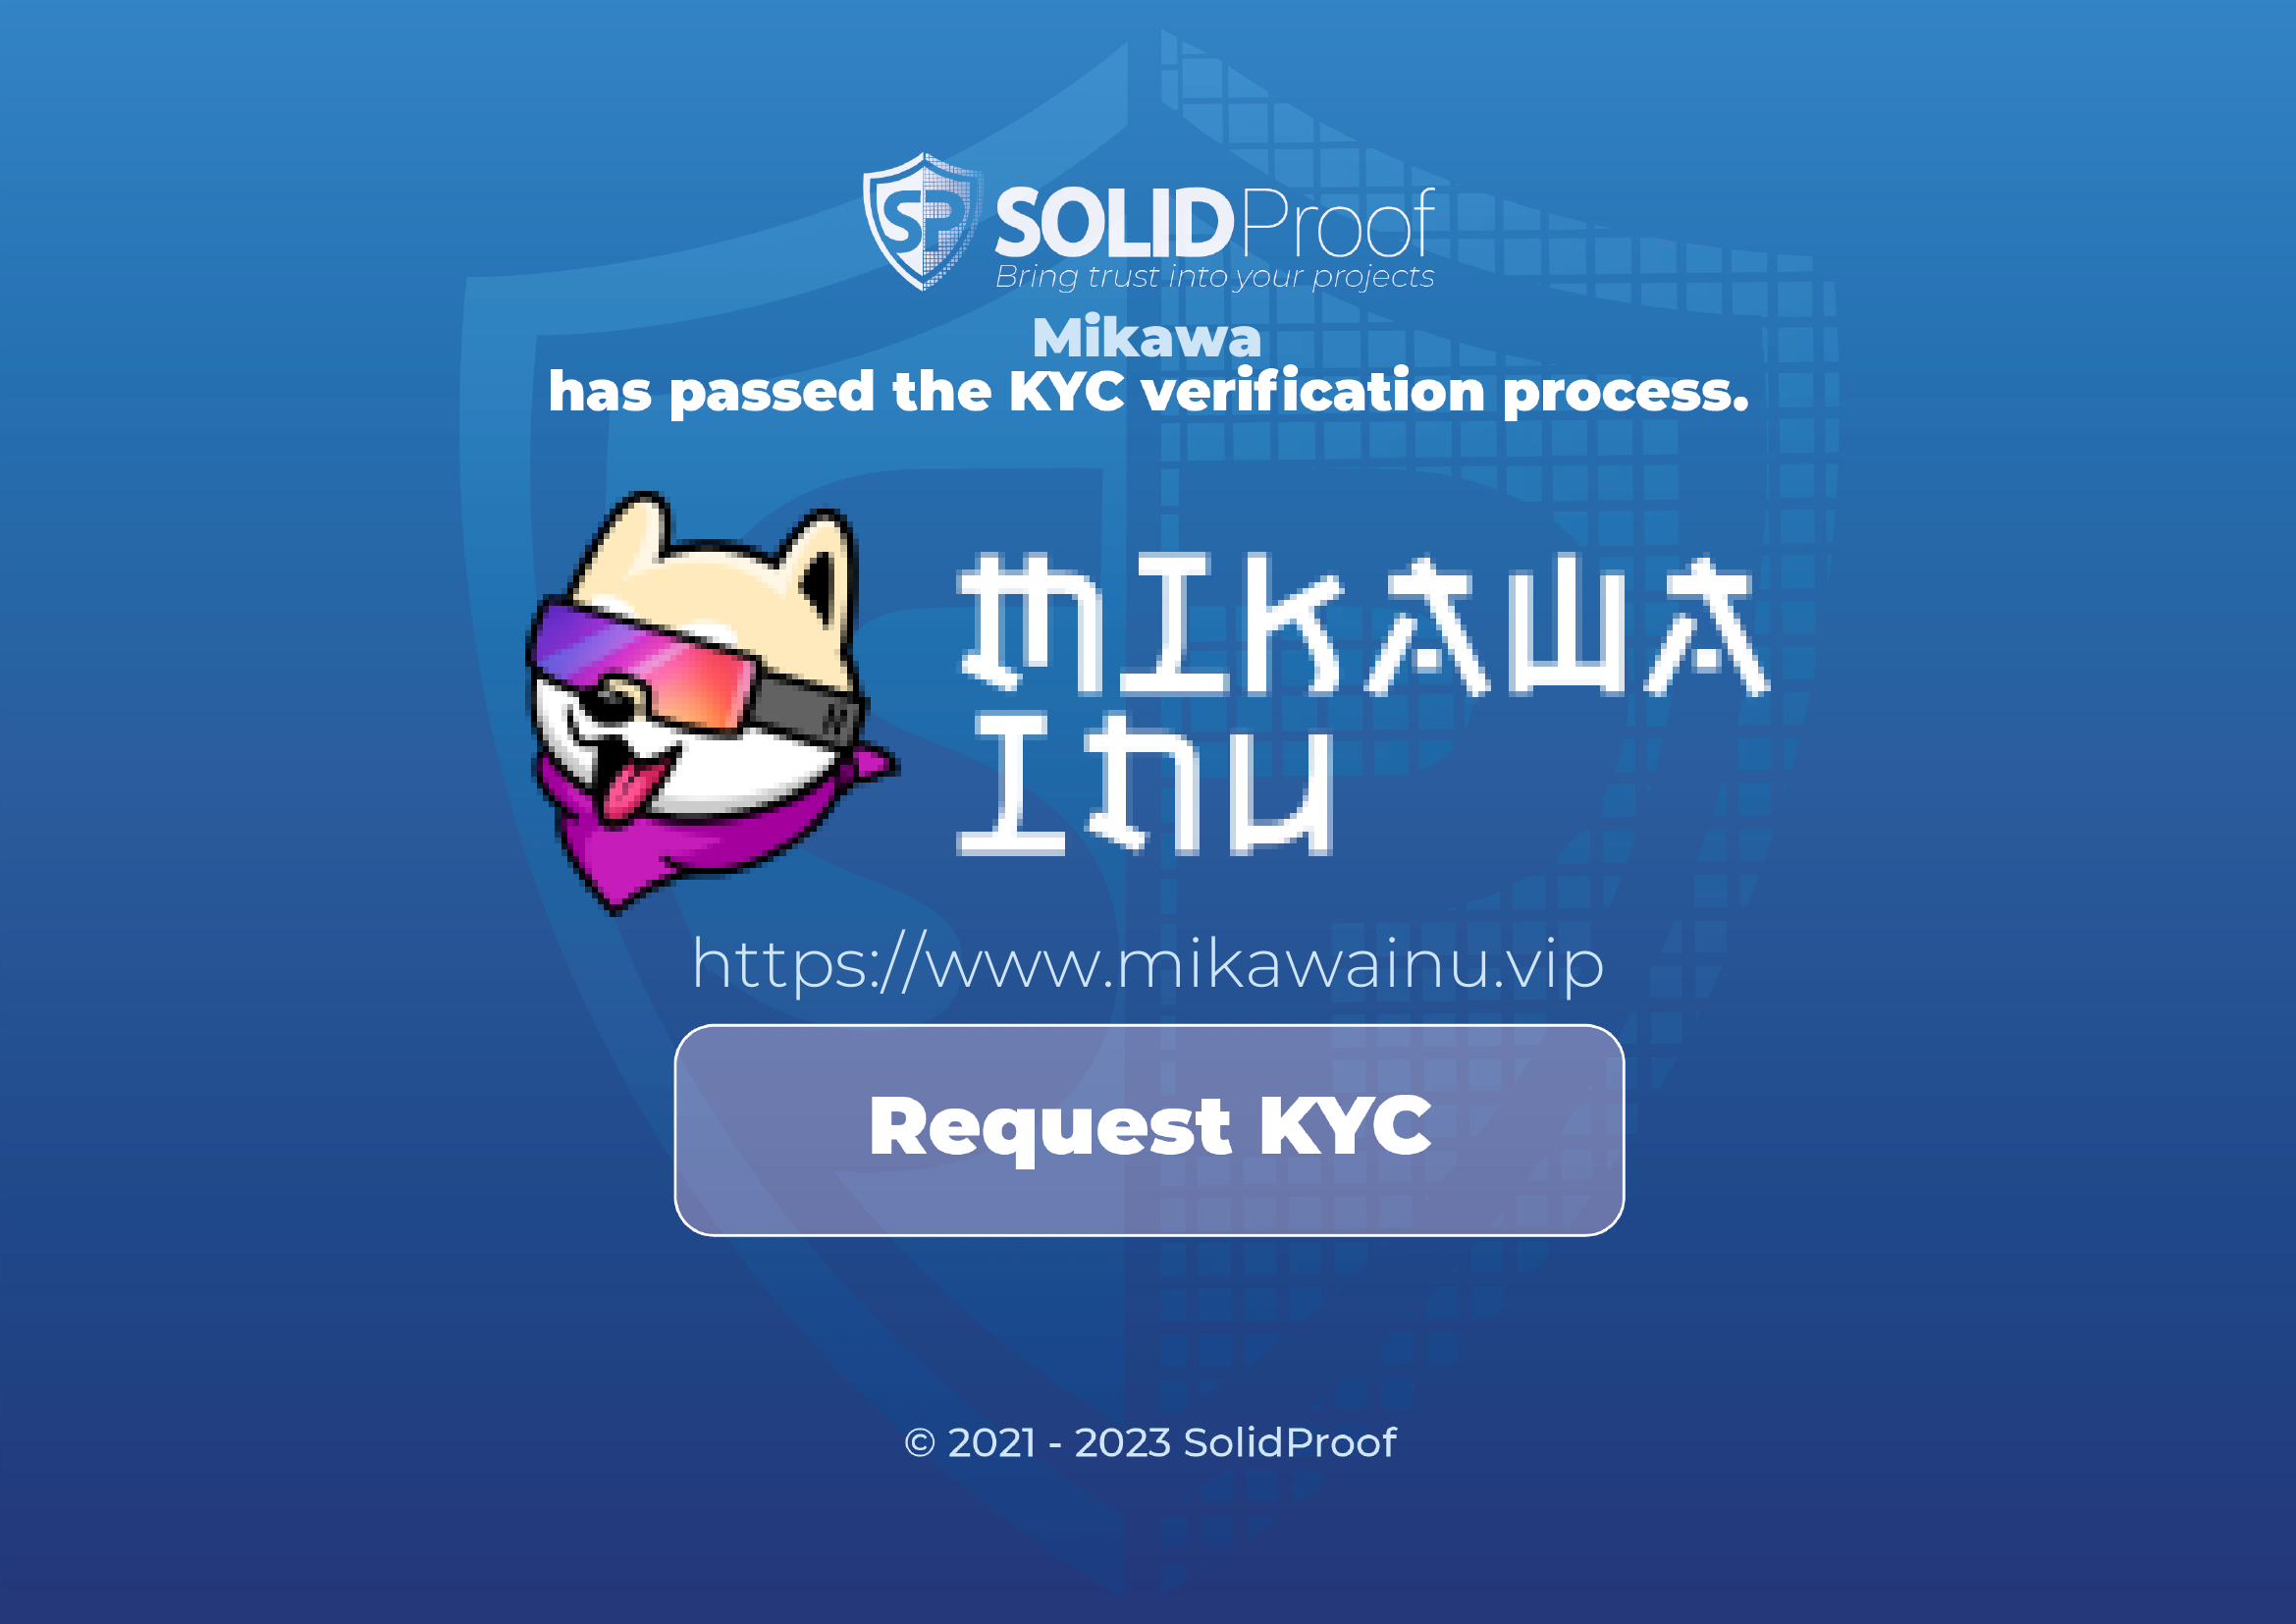 SP SOLIDProof
Bring trust into your projects
Mikawa
has passed the KYC verification process.
MIKAWA
INU
https://www.mikawainu.vip
Request KYC
© 2021 - 2023 SolidProof